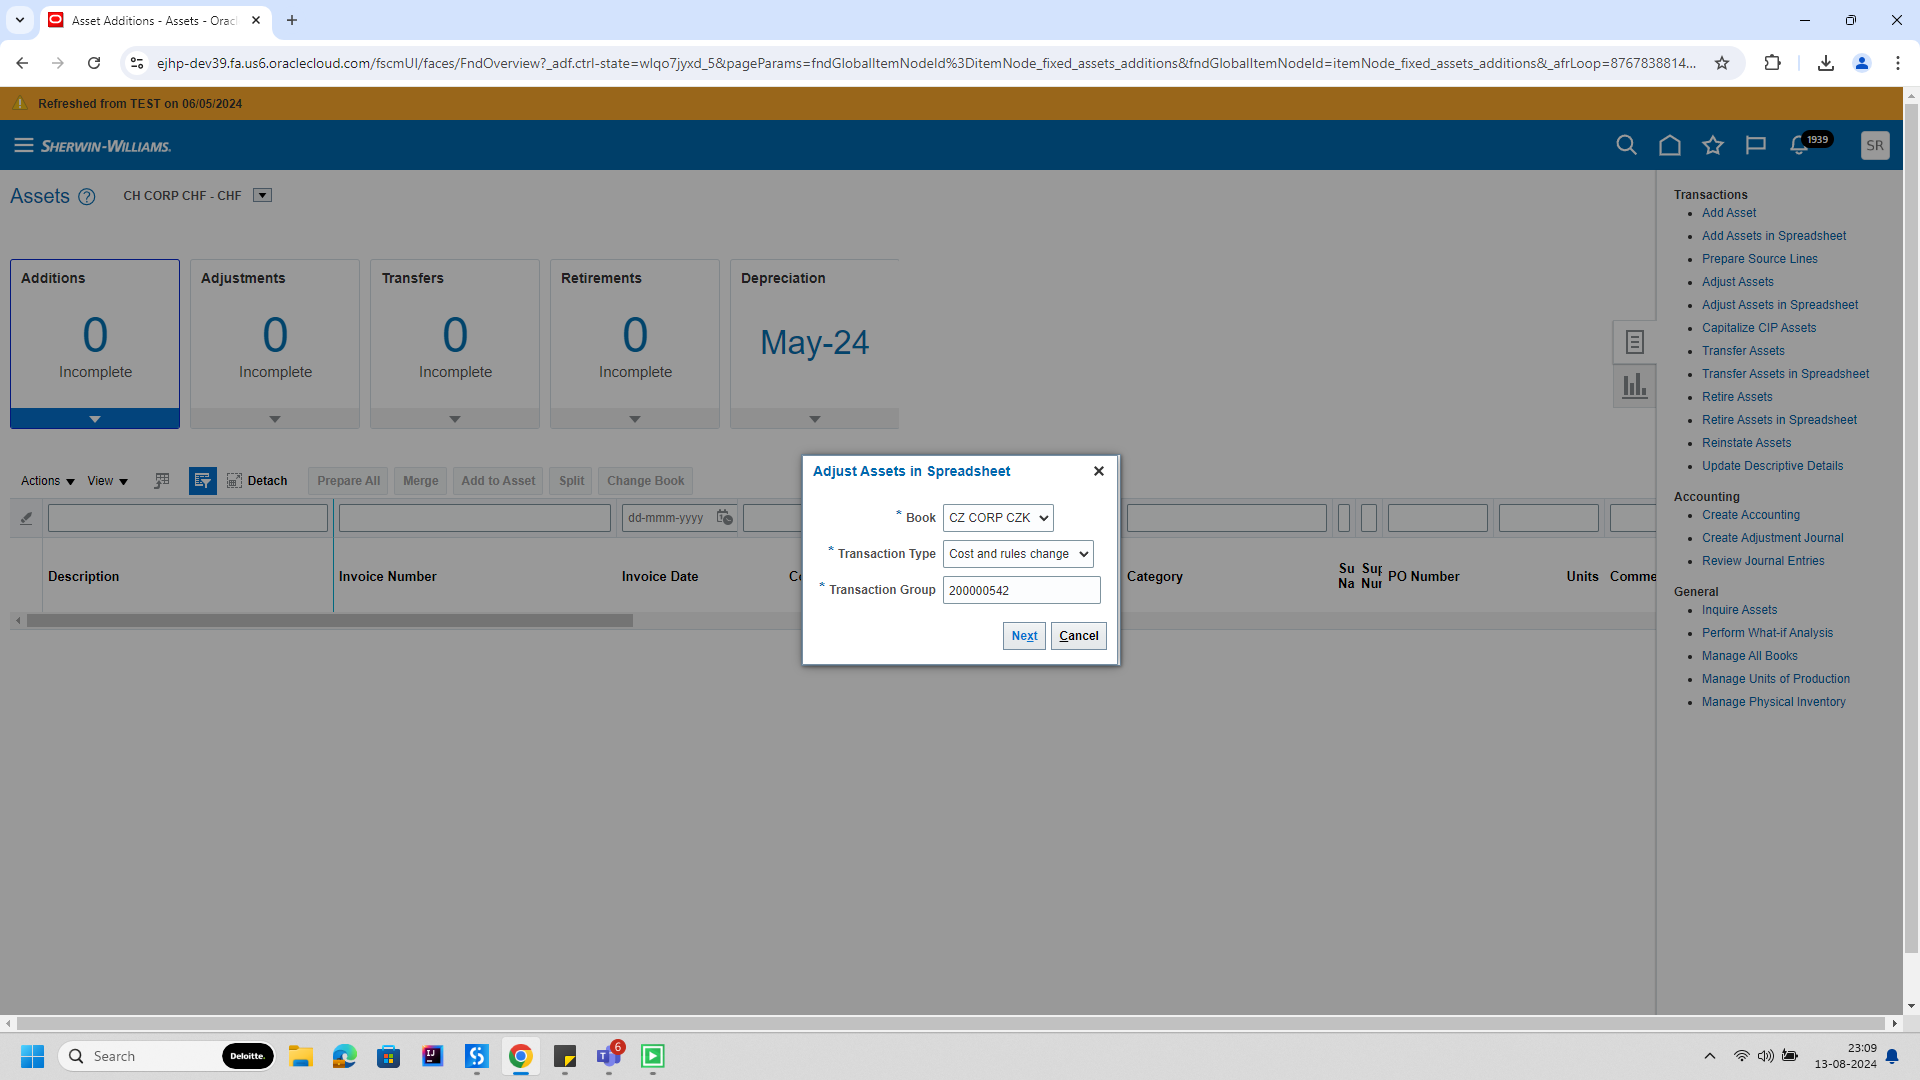 Asset Additions - Assets - Orac
ejhp-dev39.fa.us6.oraclecloud.com/fscmUI/faces/FndOverview?_adf.ctrl-state=wlqo7jyxd_5&pageParams=fndGlobalItemNodeId%3DitemNode_fixed_assets_additions&fndGlobalItemNodeId=itemNode_fixed_assets_additions&_afrLoop=8767838814...
Refreshed from TEST on 06/05/2024
SHERWIN-WILLIAMS.
1939
SR
Assets
CH CORP CHF - CHF
Additions
0
Incomplete
Adjustments
0
Incomplete
Transfers
0
Incomplete
Retirements
0
Incomplete
Depreciation
May-24
Actions
View
Detach
Prepare All
Merge
Add to Asset
Split
Change Book
dd-mmm-yyyy
Description
Invoice Number
Invoice Date
Category
Su
Na
Sup
Nur
PO Number
Units
Comme
Adjust Assets in Spreadsheet
* Book CZ CORP CZK
* Transaction Type Cost and rules change
* Transaction Group 200000542
Next
Cancel
Transactions
Add Asset
Add Assets in Spreadsheet
Prepare Source Lines
Adjust Assets
Adjust Assets in Spreadsheet
Capitalize CIP Assets
Transfer Assets
Transfer Assets in Spreadsheet
Retire Assets
Retire Assets in Spreadsheet
Reinstate Assets
Update Descriptive Details
Accounting
Create Accounting
Create Adjustment Journal
Review Journal Entries
General
Inquire Assets
Perform What-if Analysis
Manage All Books
Manage Units of Production
Manage Physical Inventory
Search
Deloitte.
6
23:09
13-08-2024